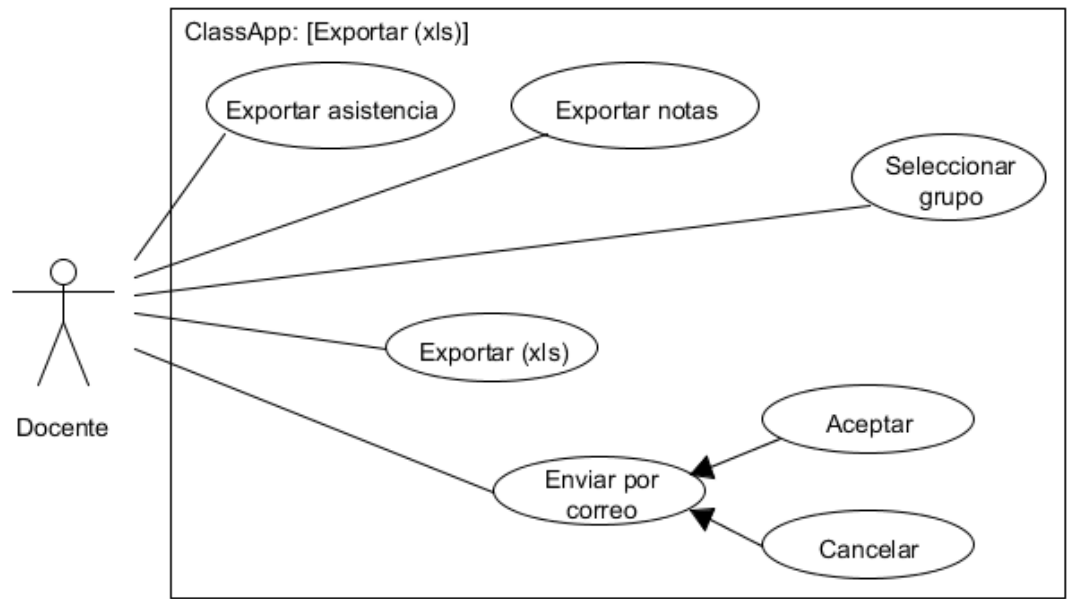 ClassApp: [Exportar (xls)]
Exportar asistencia
Exportar notas
Seleccionar
grupo
Exportar (xls)
Docente
Aceptar
Enviar por
correo
Cancelar